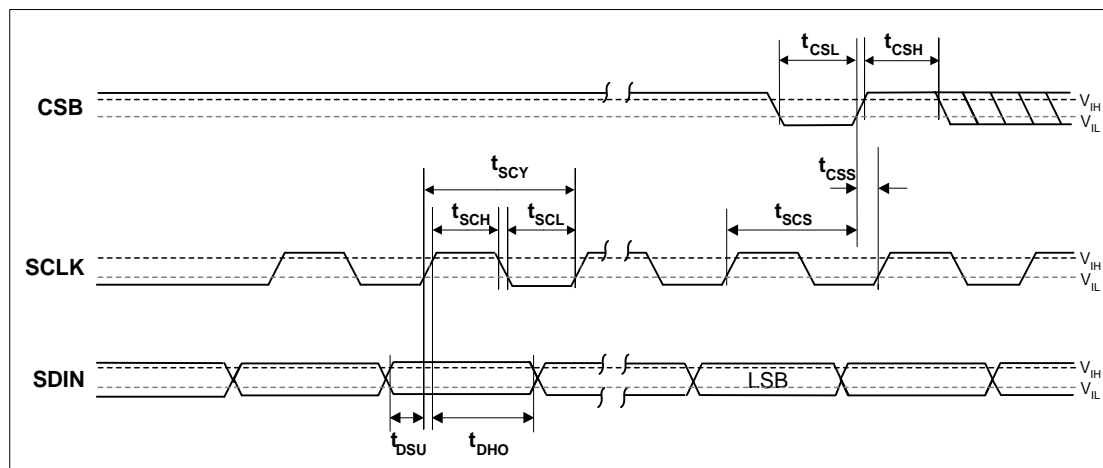 tCSL tCSH
CSB
VIH
VIL
tSCY
tCSS
tSCH tSCL tSCS
SCLK
VIH
VIL
SDIN
LSB
VIH
VIL
tDSU tDHO